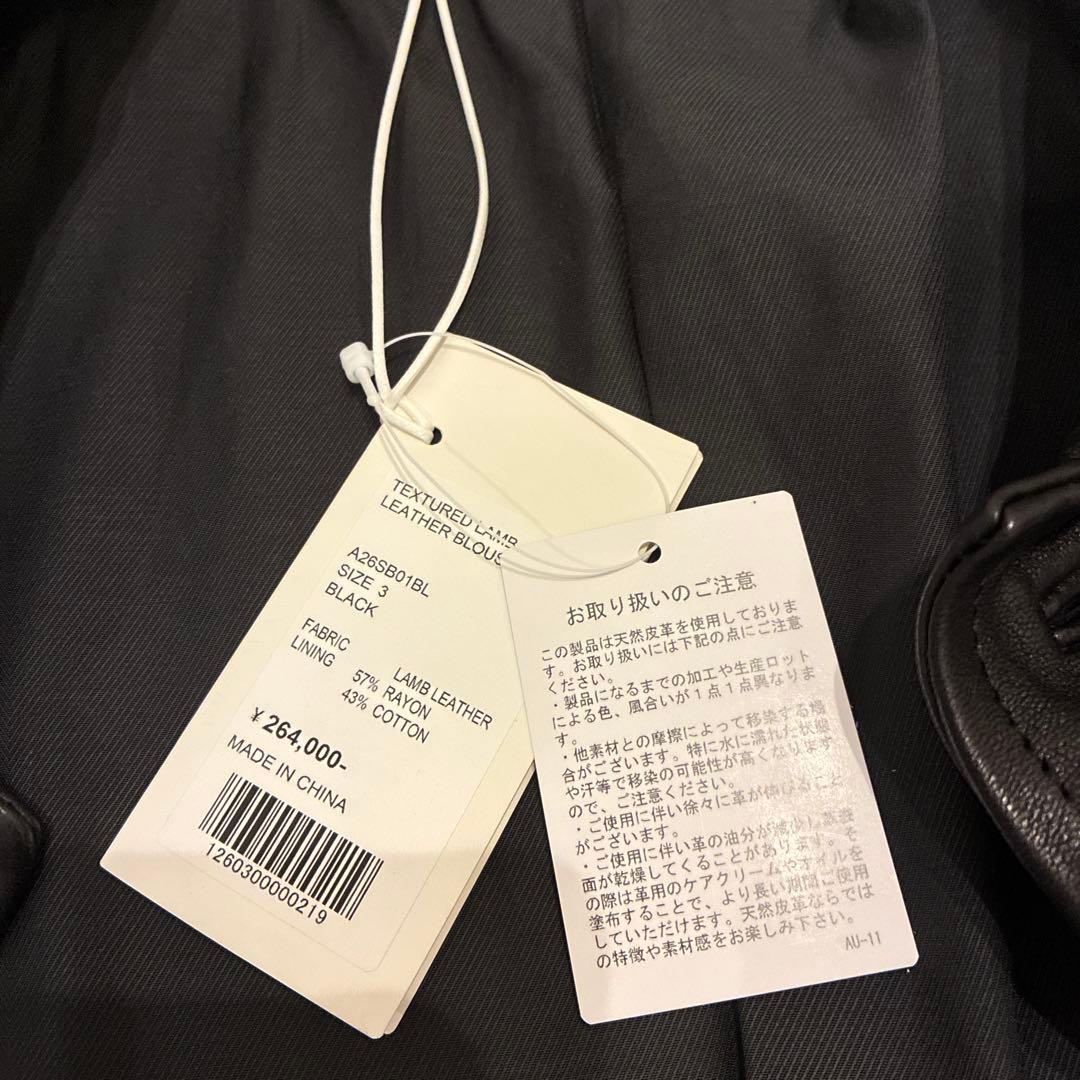 TEXTURED LAMB
LEATHER BLOUS
A26SB01BL
SIZE 3
BLACK
FABRIC LAMB LEATHER
LINING 57% RAYON
43% COTTON
¥ 264,000-
MADE IN CHINA
1260300000219
お取り扱いのご注意
この製品は天然皮革を使用しておりま
す。お取り扱いには下記の点にご注意
ください。
・製品になるまでの加工や生産ロット
による色、風合いが1点1点異なりま
す。
・他素材との摩擦によって移染する場
合がございます。特に水に濡れた状態
や汗等で移染の可能性が高くなります
ので、ご注意ください。
・ご使用に伴い徐々に革が伸びること
がございます。
・ご使用に伴い革の油分が減少し表
面が乾燥してくることがあります。そ
の際は革用のケアクリームやオイルを
塗布することで、より長い期間ご使用
していただけます。天然皮革ならでは
の特徴や素材感をお楽しみ下さい。
AU-11